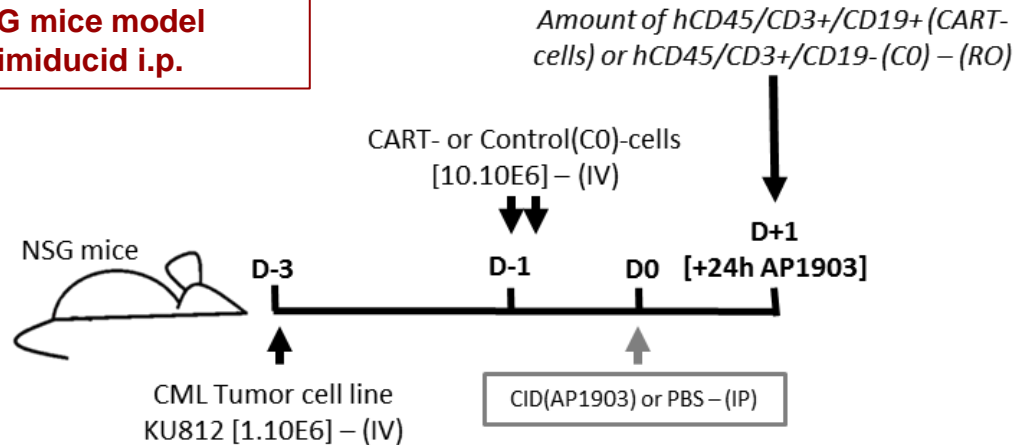 G mice model
imiducid i.p.
Amount of hCD45/CD3+/CD19+ (CART-
cells) or hCD45/CD3+/CD19- (C0) – (RO)
CART- or Control(C0)-cells
[10.10E6] – (IV)
NSG mice
D-3
D-1
D0
D+1
[+24h AP1903]
CML Tumor cell line
KU812 [1.10E6] – (IV)
CID(AP1903) or PBS – (IP)